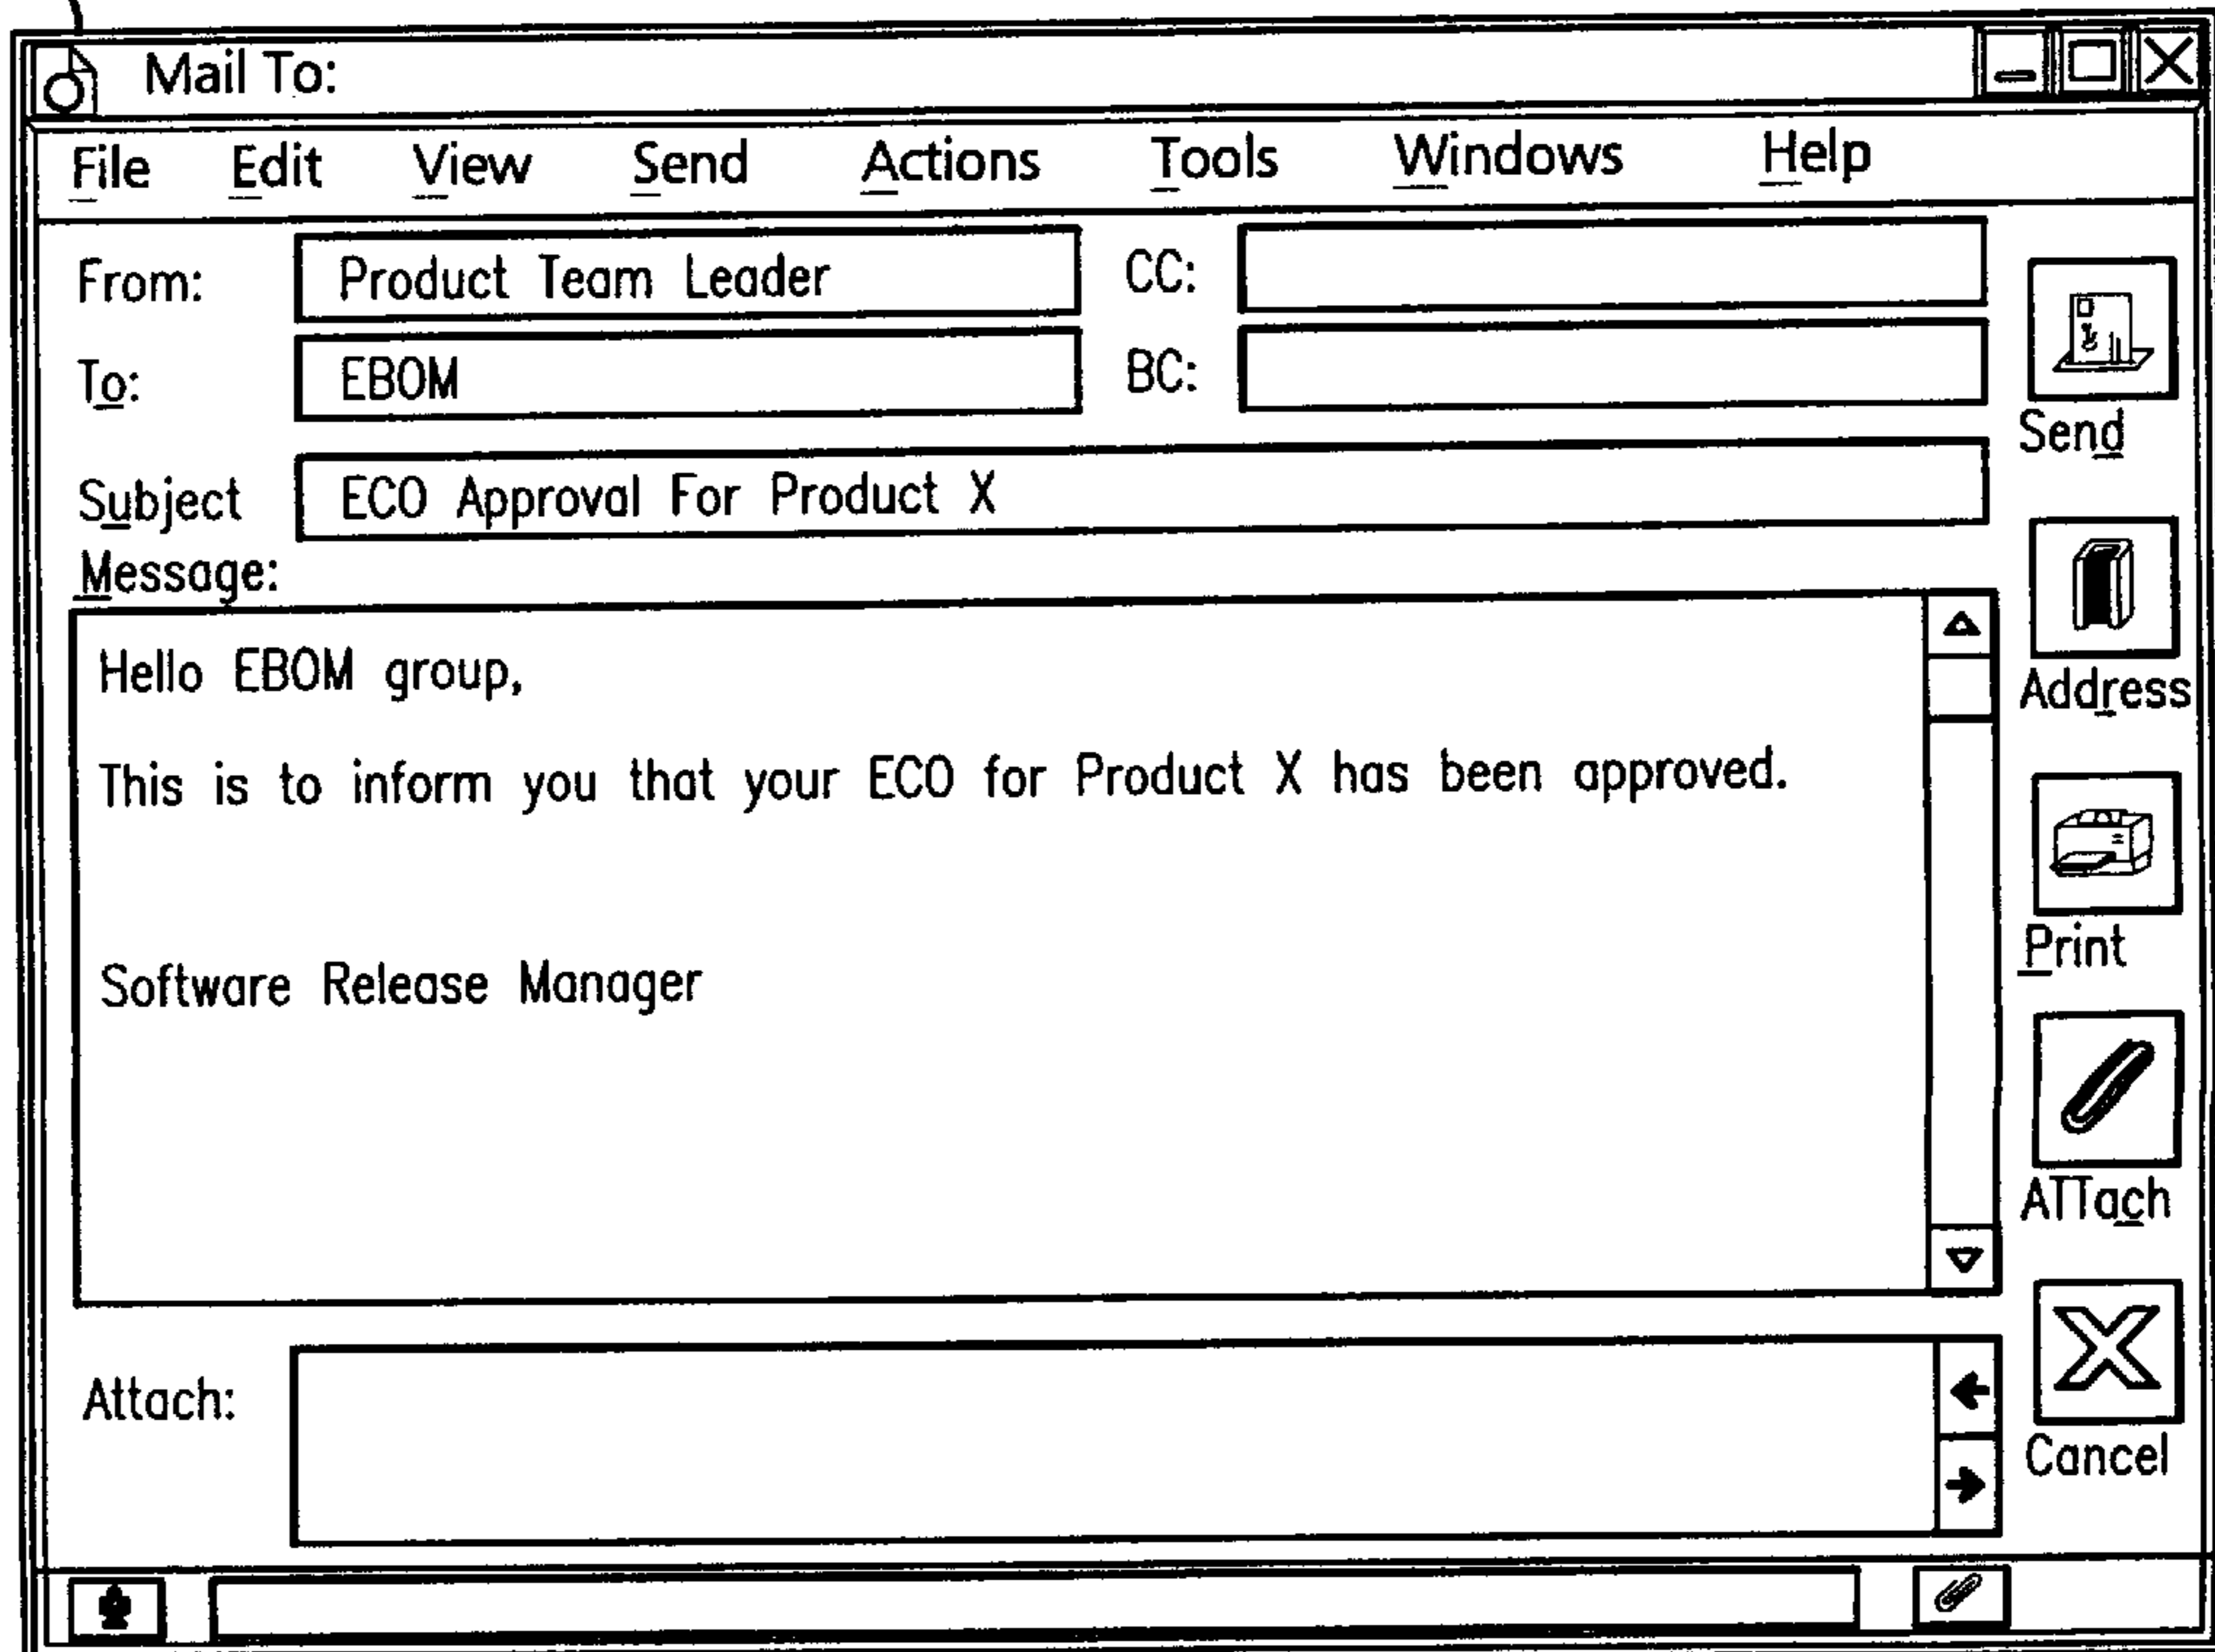 Mail To:
File Edit View Send Actions Tools Windows Help
From: Product Team Leader CC:
To: EBOM BC:
Send
Subject ECO Approval For Product X
Message:
Hello EBOM group,
Address
This is to inform you that your ECO for Product X has been approved.
Print
Software Release Manager
ATTach
Attach:
Cancel